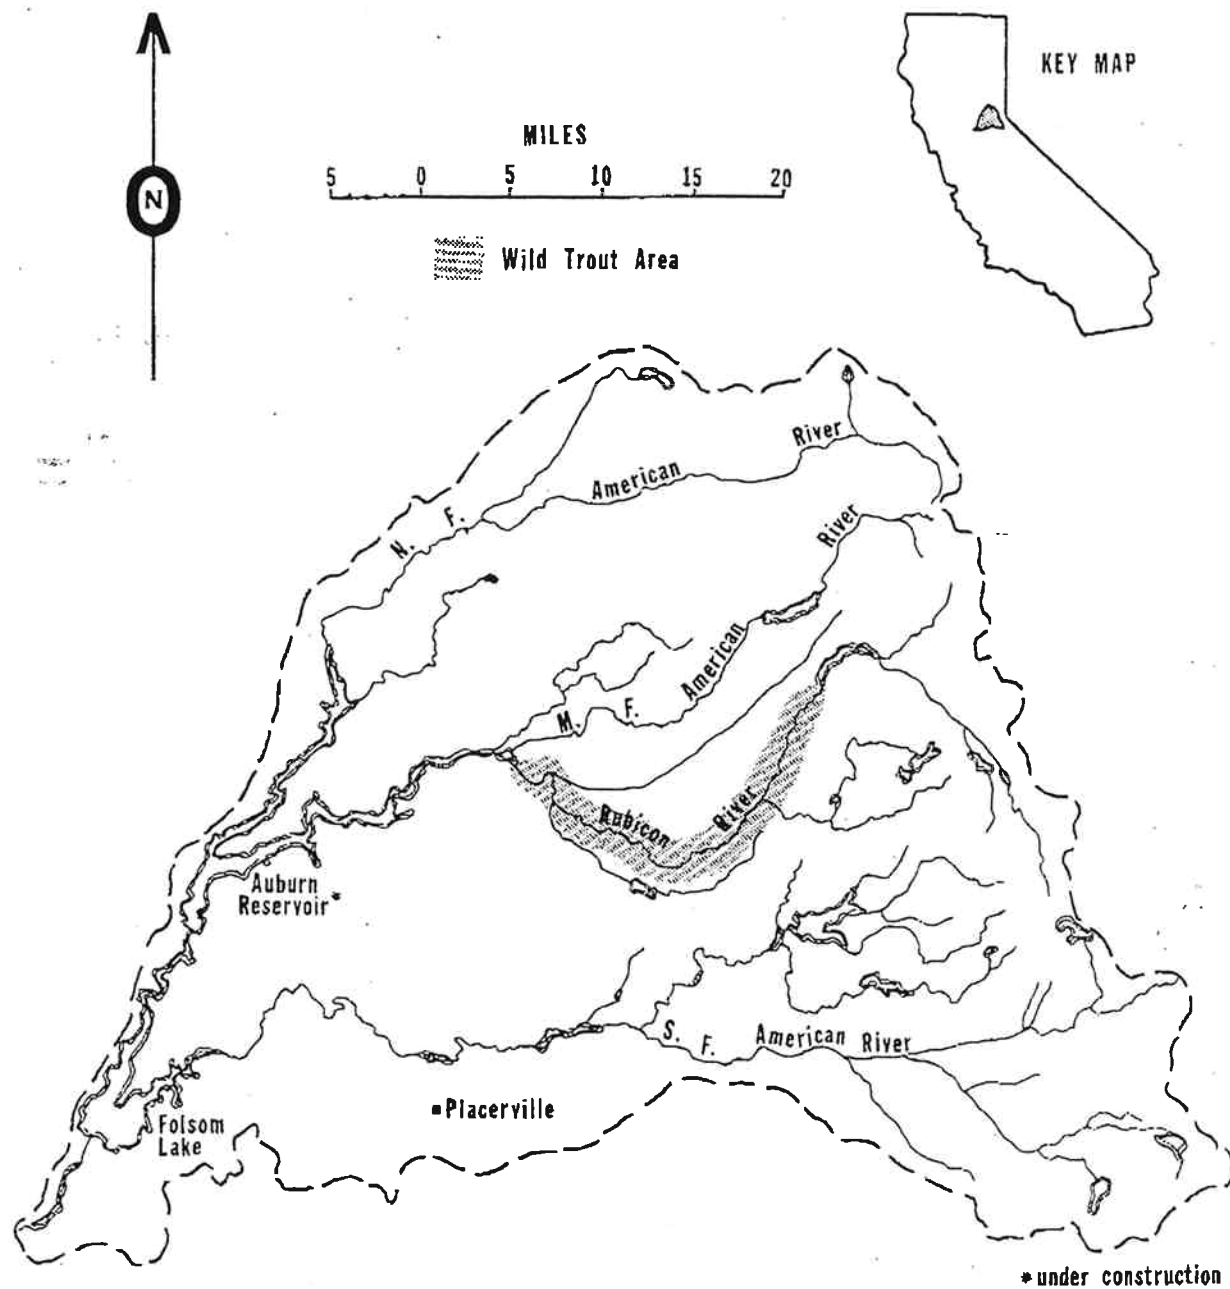 KEY MAP
MILES
5 0 5 10 15 20
N
Wild Trout Area
N. F. American River
M. F. American River
Rubicon River
Auburn
Reservoir*
S. F. American River
Placerville
Folsom
Lake
*under construction